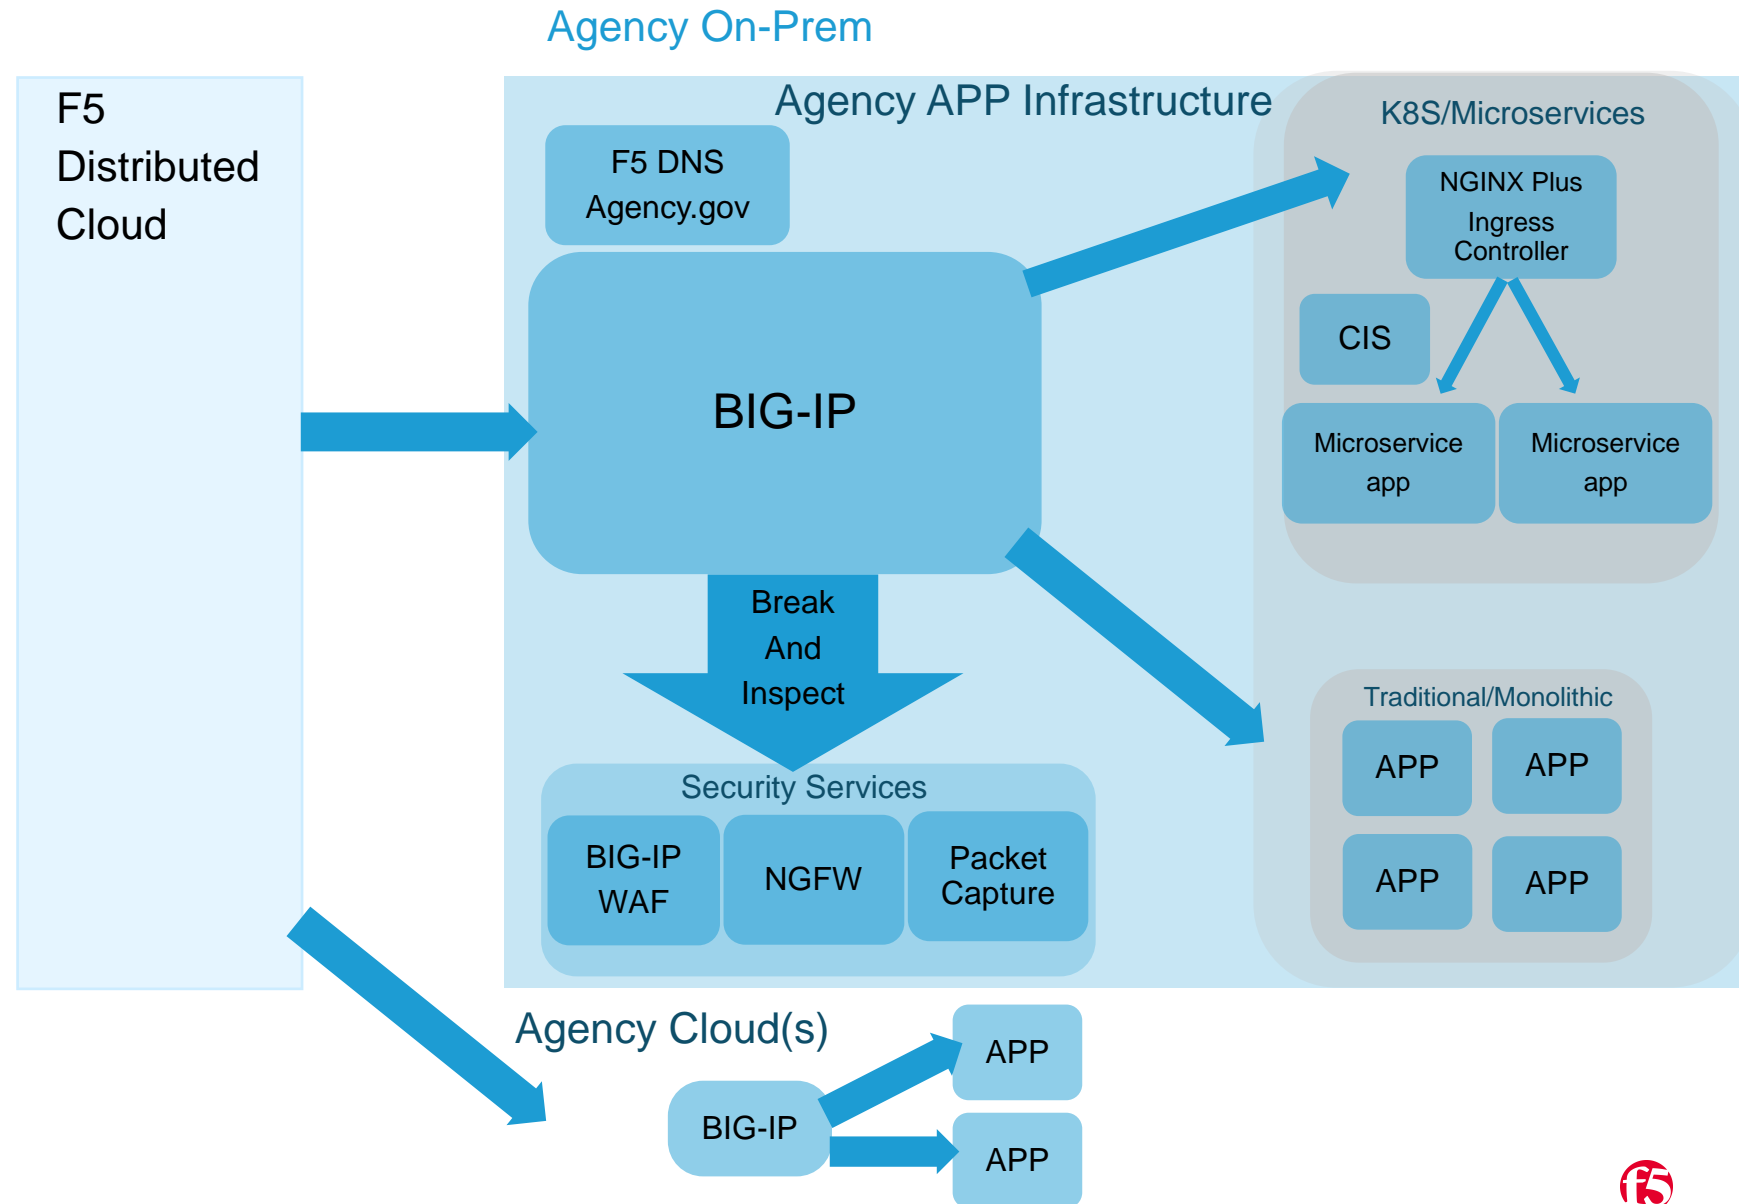 Agency On-Prem
F5
Distributed
Cloud
Agency APP Infrastructure
F5 DNS
Agency.gov
BIG-IP
K8S/Microservices
NGINX Plus
Ingress
Controller
CIS
Microservice
app
Microservice
app
Break
And
Inspect
Security Services
BIG-IP
WAF
NGFW
Packet
Capture
Traditional/Monolithic
APP
APP
APP
APP
Agency Cloud(s)
BIG-IP
APP
APP
f5